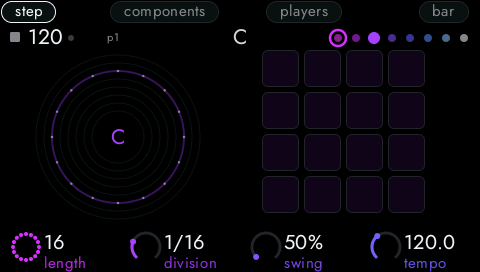 step components players bar
120 p1 C
C
16 1/16 50% 120.0
length division swing tempo